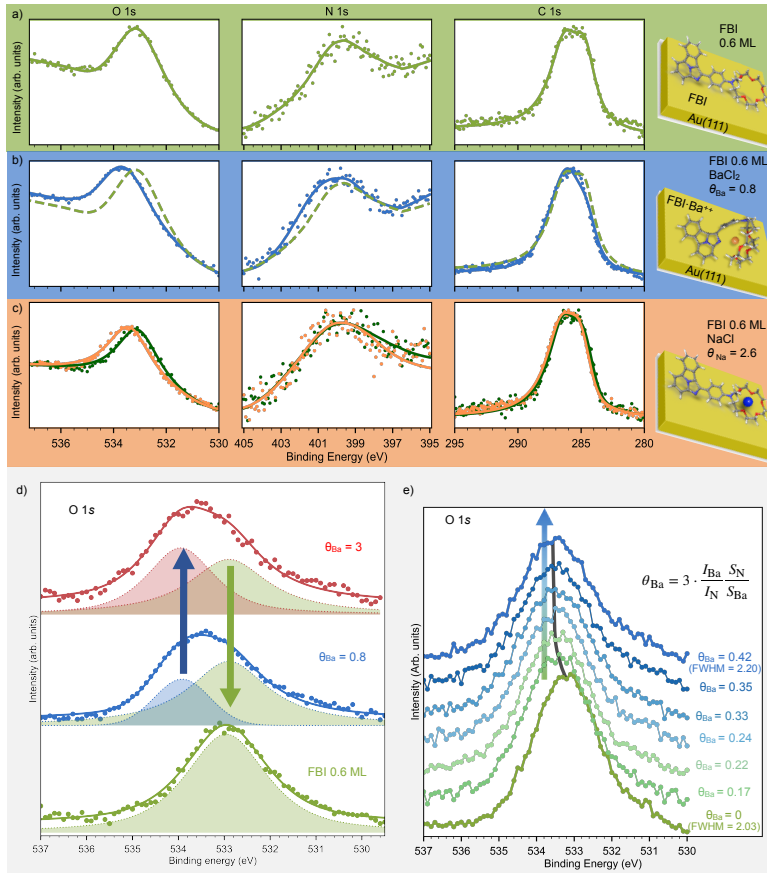 O 1s N 1s C 1s
a)
Intensity (arb. units)
FBI
0.6 ML
FBI
Au(111)
b)
Intensity (arb. units)
FBI 0.6 ML
BaCl₂
θBa = 0.8
FBI·Ba⁺⁺
Au(111)
c)
Intensity (arb. units)
FBI 0.6 ML
NaCl
θNa = 2.6
536 534 532 530
405 403 401 399 397 395
295 290 285 280
Binding Energy (eV)
d)
O 1s
Intensity (arb. units)
θBa = 3
θBa = 0.8
FBI 0.6 ML
537 536 535 534 533 532 531 530
Binding energy (eV)
e)
O 1s
Intensity (Arb. units)
θBa = 3 · IBa/IN SN/SBa
θBa = 0.42
(FWHM = 2.20)
θBa = 0.35
θBa = 0.33
θBa = 0.24
θBa = 0.22
θBa = 0.17
θBa = 0
(FWHM = 2.03)
537 536 535 534 533 532 531 530
Binding Energy (eV)